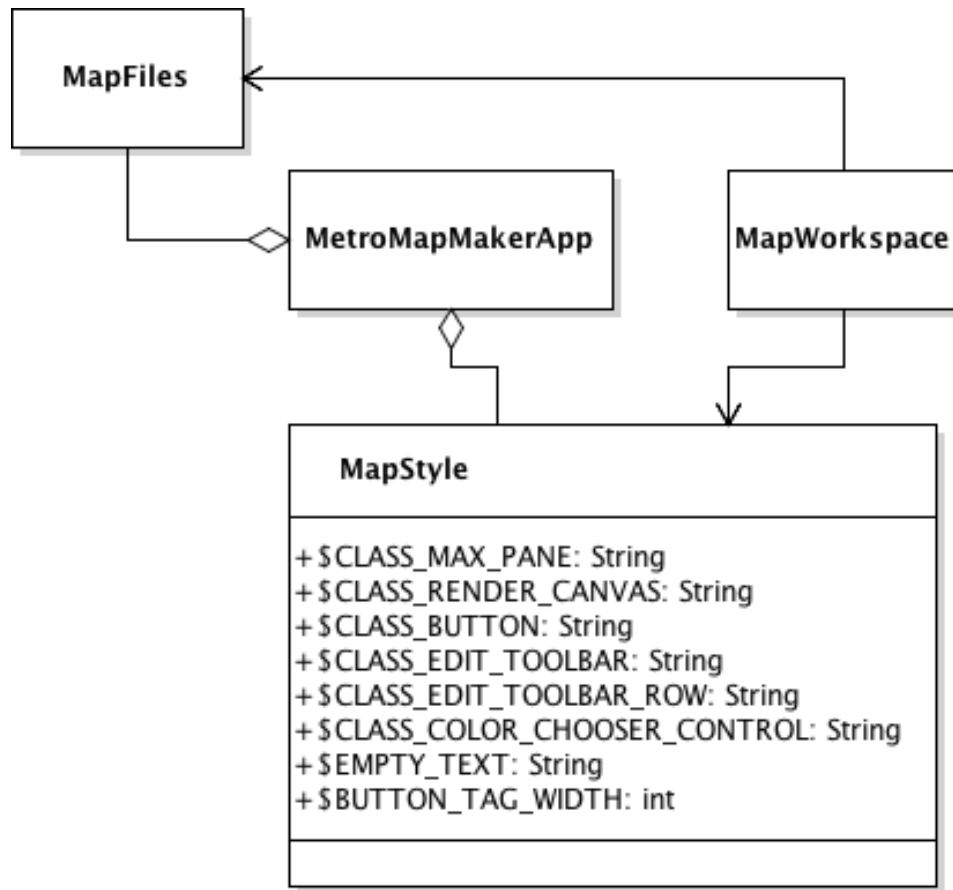 MapFiles
MetroMapMakerApp
MapWorkspace
MapStyle
+$CLASS_MAX_PANE: String
+$CLASS_RENDER_CANVAS: String
+$CLASS_BUTTON: String
+$CLASS_EDIT_TOOLBAR: String
+$CLASS_EDIT_TOOLBAR_ROW: String
+$CLASS_COLOR_CHOOSER_CONTROL: String
+$EMPTY_TEXT: String
+$BUTTON_TAG_WIDTH: int